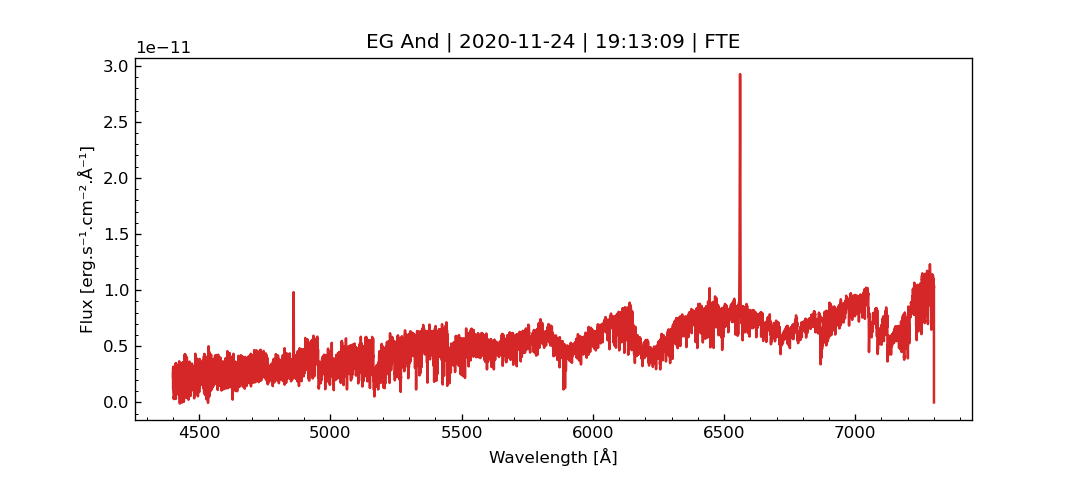 EG And | 2020-11-24 | 19:13:09 | FTE
1e−11
3.0
2.5
2.0
1.5
1.0
0.5
0.0
Flux [erg.s⁻¹.cm⁻².Å⁻¹]
4500 5000 5500 6000 6500 7000
Wavelength [Å]